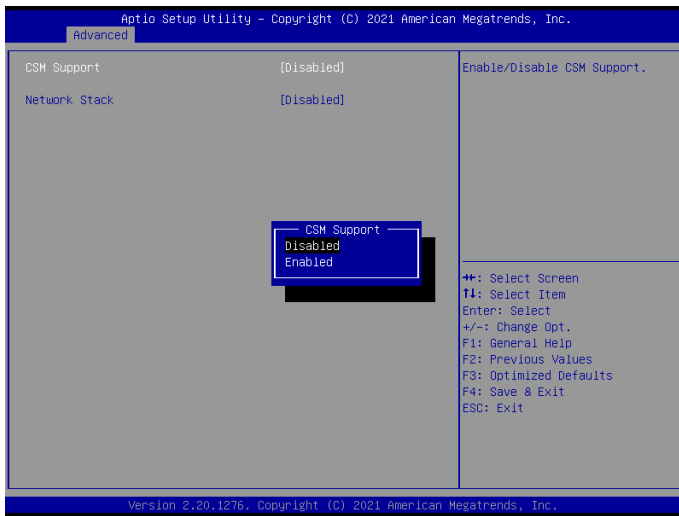 Aptio Setup Utility – Copyright (C) 2021 American Megatrends, Inc.
Advanced
CSM Support [Disabled]
Network Stack [Disabled]
CSM Support
Disabled
Enabled
Enable/Disable CSM Support.
→←: Select Screen
↑↓: Select Item
Enter: Select
+/-: Change Opt.
F1: General Help
F2: Previous Values
F3: Optimized Defaults
F4: Save & Exit
ESC: Exit
Version 2.20.1276. Copyright (C) 2021 American Megatrends, Inc.